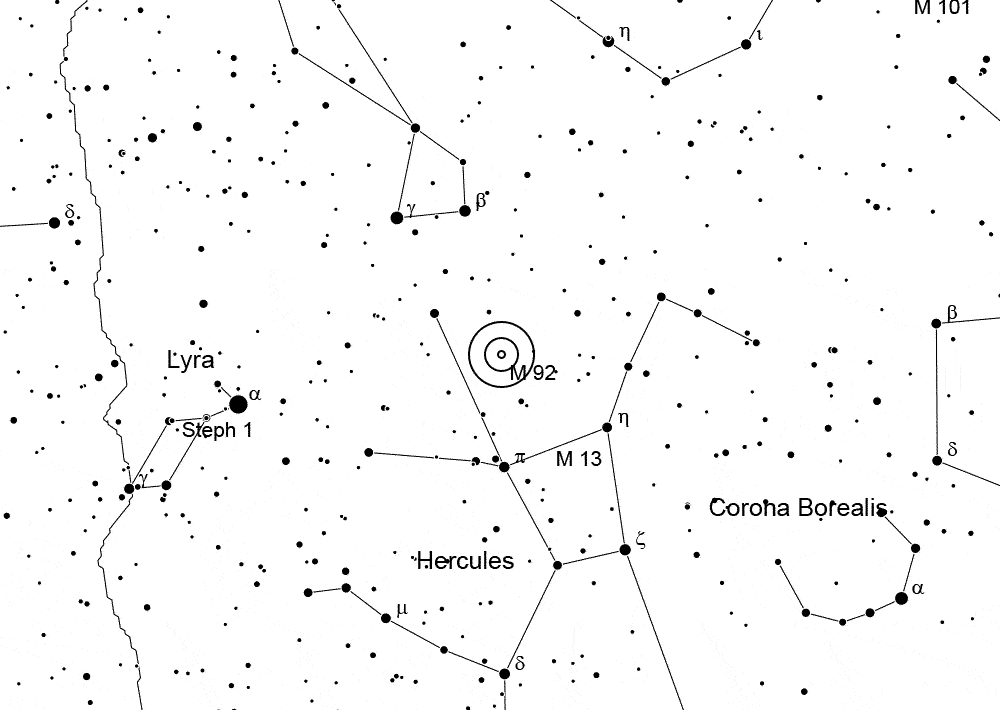 M 101
η
ι
δ
γ
β
β
Lyra
M 92
α
Steph 1
η
π
M 13
δ
γ
Corona Borealis
ζ
Hercules
α
μ
δ